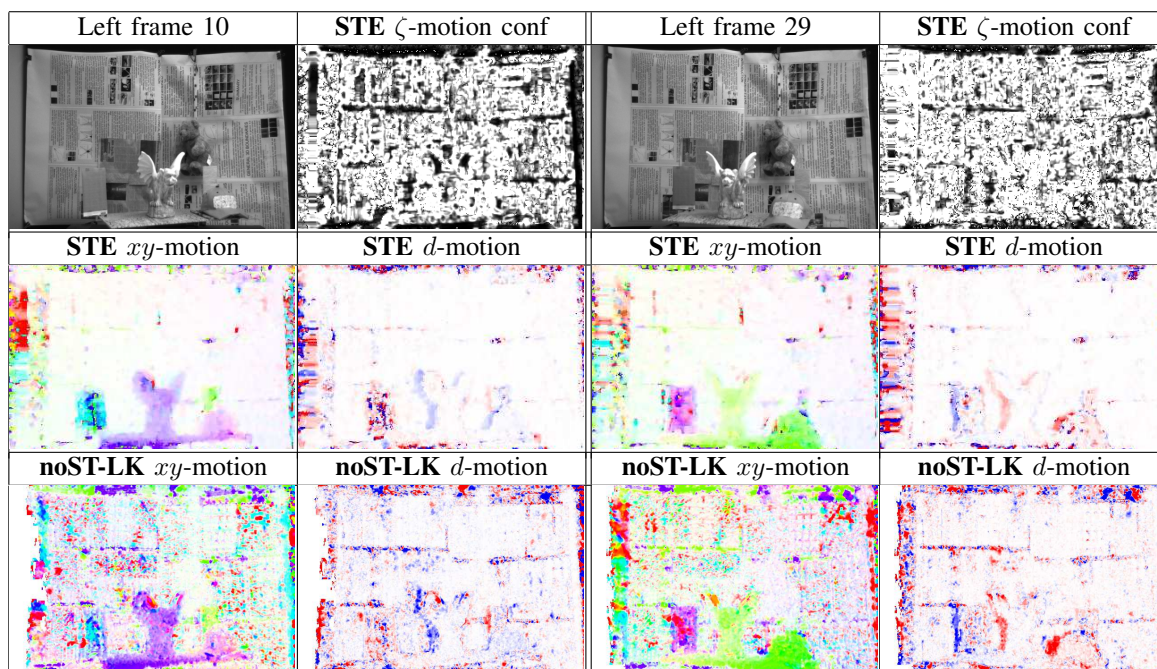 Left frame 10 STE ζ-motion conf Left frame 29 STE ζ-motion conf
STE xy-motion STE d-motion STE xy-motion STE d-motion
noST-LK xy-motion noST-LK d-motion noST-LK xy-motion noST-LK d-motion